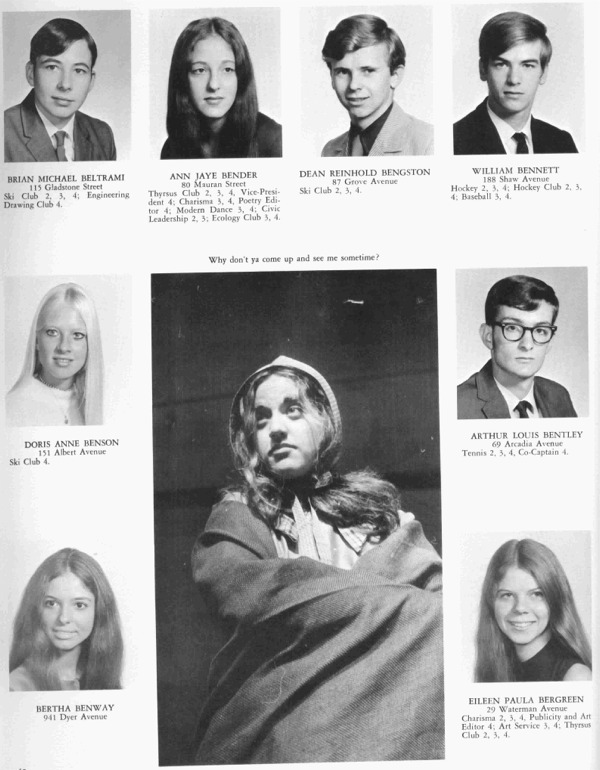 BRIAN MICHAEL BELTRAMI
115 Gladstone Street
Ski Club 2, 3, 4; Engineering
Drawing Club 4.
ANN JAYE BENDER
80 Mauran Street
Thyrsus Club 2, 3, 4, Vice-Presi-
dent 4; Charisma 3, 4, Poetry Edi-
tor 4; Modern Dance 3, 4; Civic
Leadership 2, 3; Ecology Club 3, 4.
DEAN REINHOLD BENGSTON
87 Grove Avenue
Ski Club 2, 3, 4.
WILLIAM BENNETT
188 Shaw Avenue
Hockey 2, 3, 4; Hockey Club 2, 3,
4; Baseball 3, 4.
Why don't ya come up and see me sometime?
DORIS ANNE BENSON
151 Albert Avenue
Ski Club 4.
ARTHUR LOUIS BENTLEY
69 Arcadia Avenue
Tennis 2, 3, 4, Co-Captain 4.
BERTHA BENWAY
941 Dyer Avenue
EILEEN PAULA BERGREEN
29 Waterman Avenue
Charisma 2, 3, 4, Publicity and Art
Editor 4; Art Service 3, 4; Thyrsus
Club 2, 3, 4.